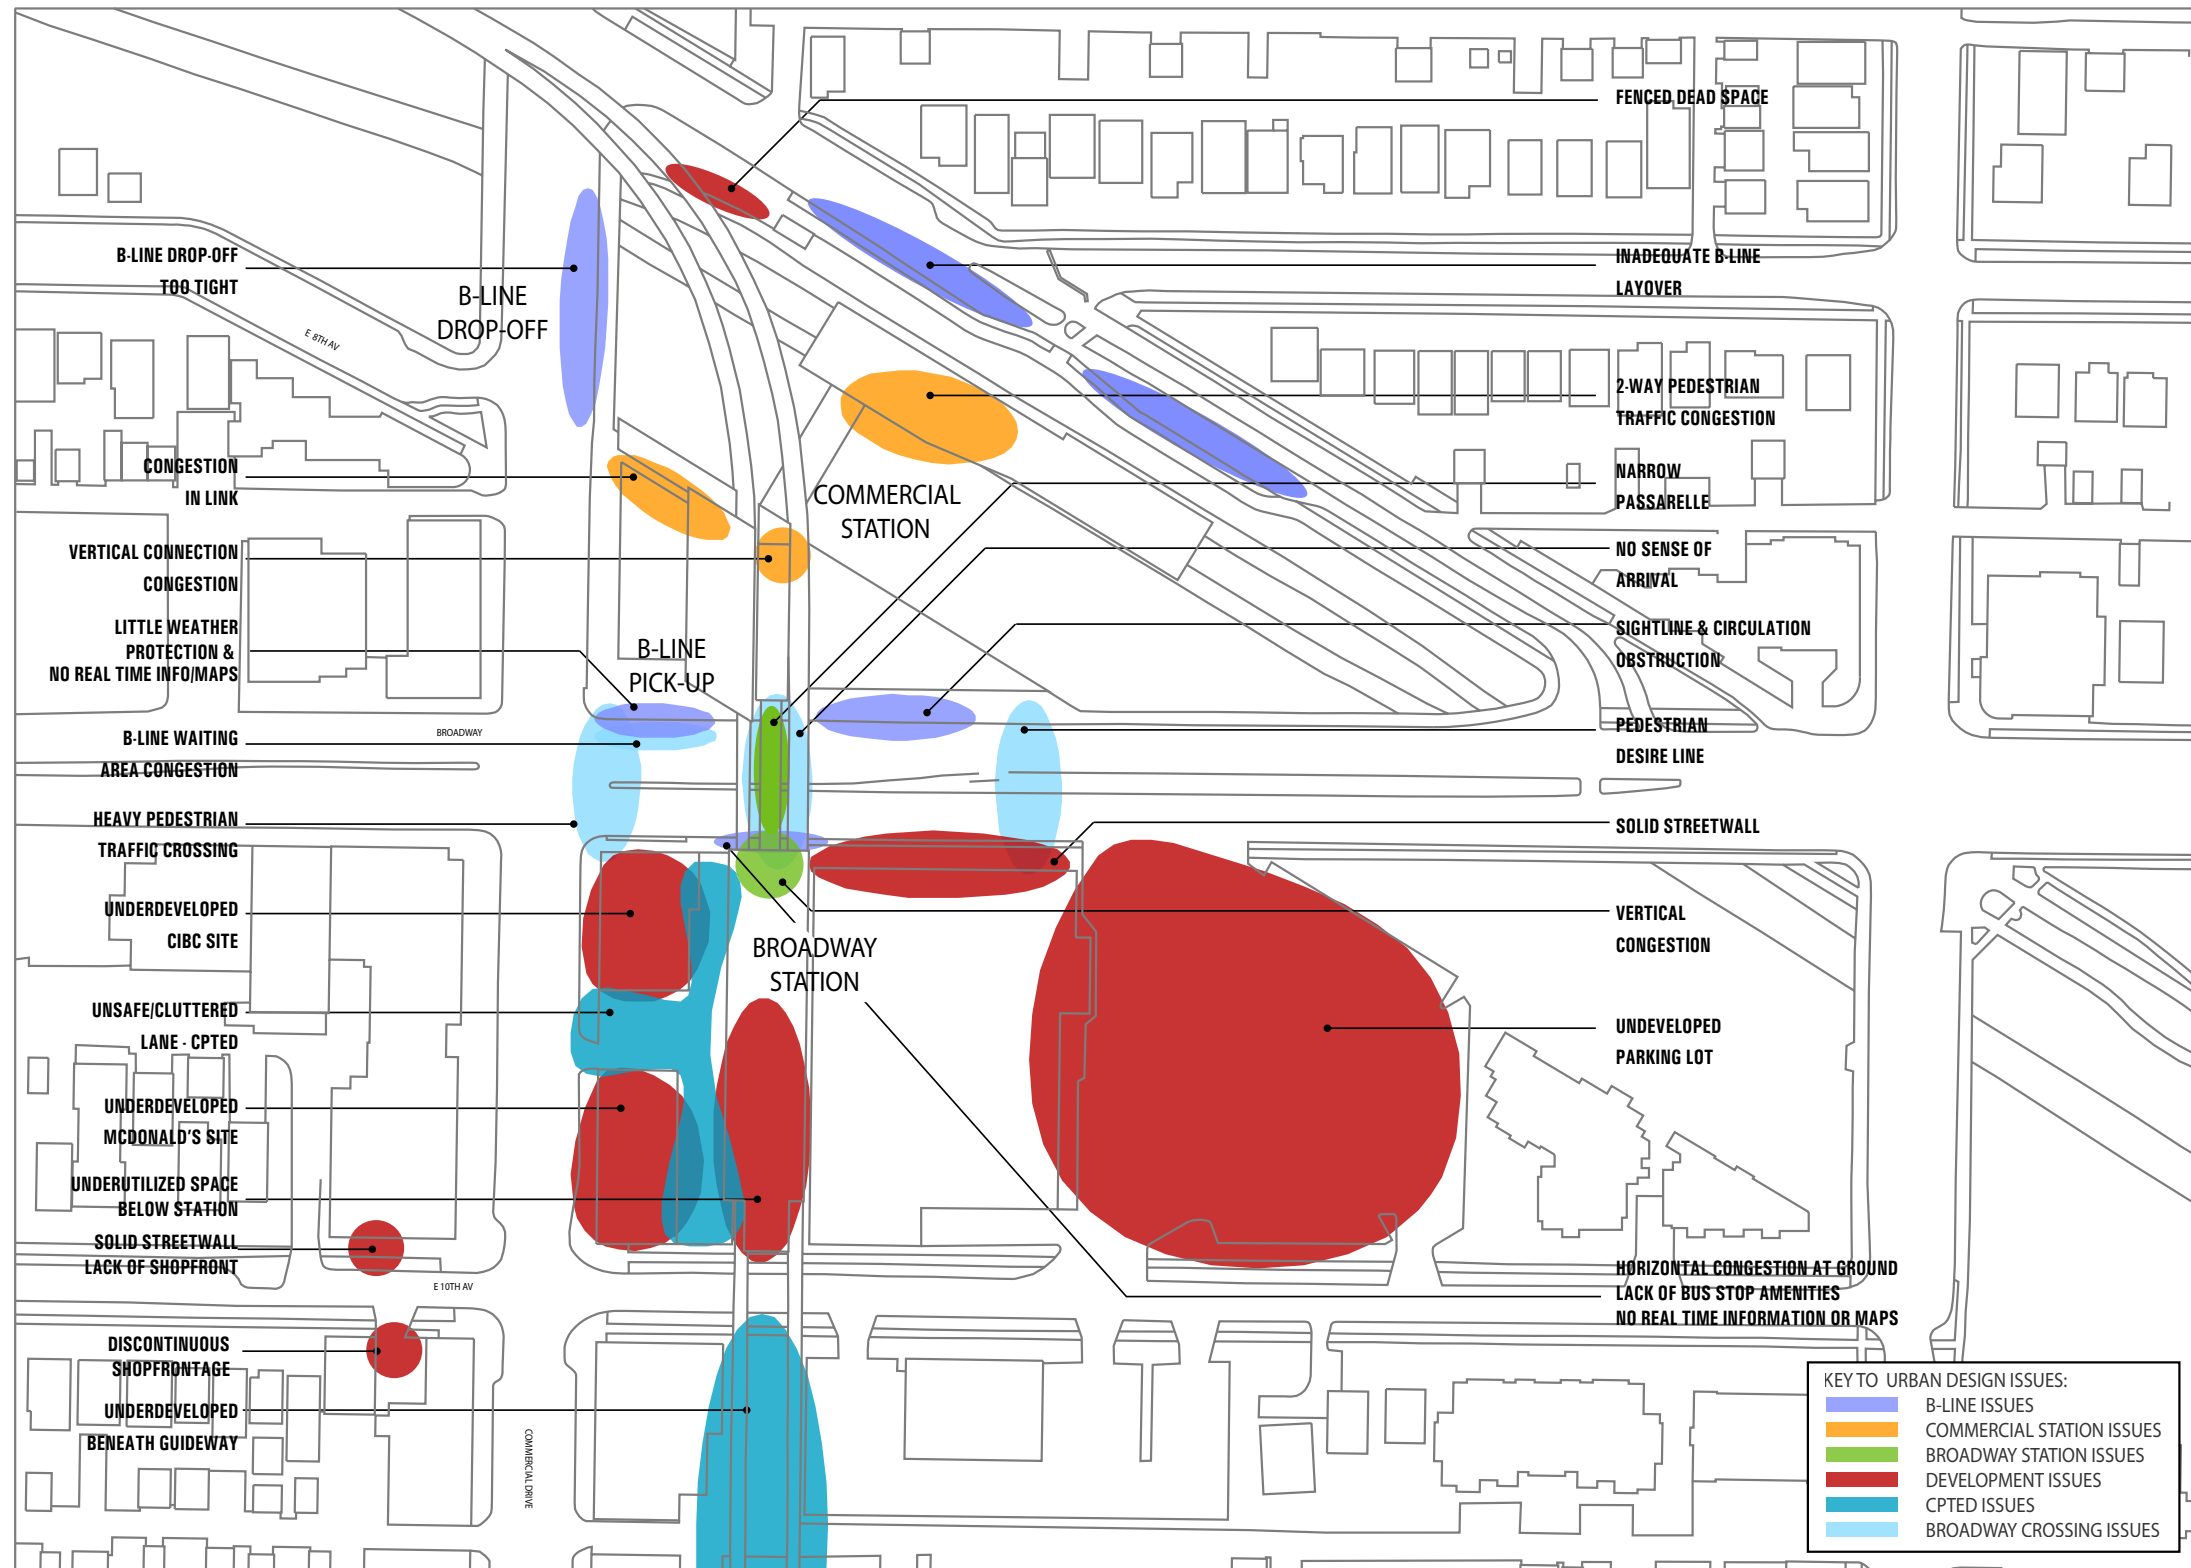 FENCED DEAD SPACE
B-LINE DROP-OFF
TOO TIGHT
B-LINE
DROP-OFF
INADEQUATE B-LINE
LAYOVER
E 8TH AV
2-WAY PEDESTRIAN
TRAFFIC CONGESTION
CONGESTION
IN LINK
COMMERCIAL
STATION
NARROW
PASSARELLE
VERTICAL CONNECTION
CONGESTION
NO SENSE OF
ARRIVAL
LITTLE WEATHER
PROTECTION &
NO REAL TIME INFO/MAPS
B-LINE
PICK-UP
SIGHTLINE & CIRCULATION
OBSTRUCTION
B-LINE WAITING
AREA CONGESTION
BROADWAY
PEDESTRIAN
DESIRE LINE
HEAVY PEDESTRIAN
TRAFFIC CROSSING
SOLID STREETWALL
UNDERDEVELOPED
CIBC SITE
BROADWAY
STATION
VERTICAL
CONGESTION
UNSAFE/CLUTTERED
LANE - CPTED
UNDEVELOPED
PARKING LOT
UNDERDEVELOPED
MCDONALD'S SITE
UNDERUTILIZED SPACE
BELOW STATION
SOLID STREETWALL
LACK OF SHOPFRONT
E 10TH AV
HORIZONTAL CONGESTION AT GROUND
LACK OF BUS STOP AMENITIES
NO REAL TIME INFORMATION OR MAPS
DISCONTINUOUS
SHOPFRONTAGE
UNDERDEVELOPED
BENEATH GUIDEWAY
COMMERCIAL DRIVE
KEY TO URBAN DESIGN ISSUES:
B-LINE ISSUES
COMMERCIAL STATION ISSUES
BROADWAY STATION ISSUES
DEVELOPMENT ISSUES
CPTED ISSUES
BROADWAY CROSSING ISSUES